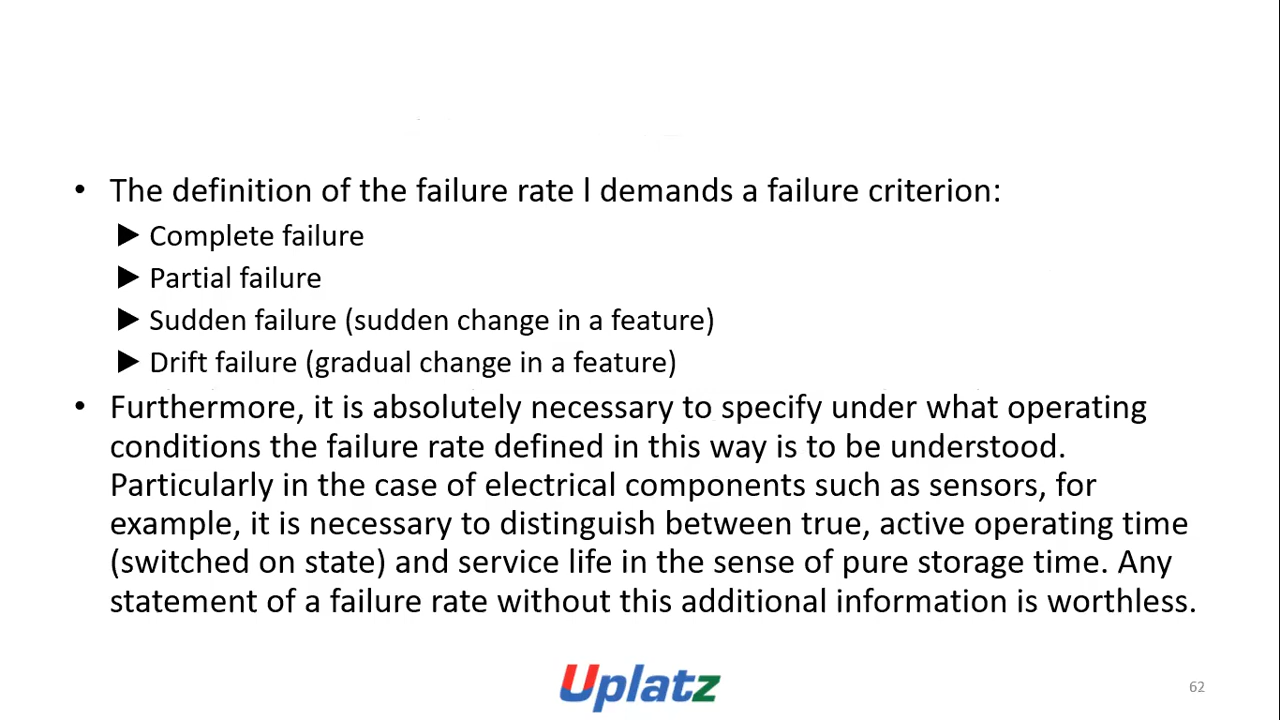 • The definition of the failure rate l demands a failure criterion:
► Complete failure
► Partial failure
► Sudden failure (sudden change in a feature)
► Drift failure (gradual change in a feature)
• Furthermore, it is absolutely necessary to specify under what operating
conditions the failure rate defined in this way is to be understood.
Particularly in the case of electrical components such as sensors, for
example, it is necessary to distinguish between true, active operating time
(switched on state) and service life in the sense of pure storage time. Any
statement of a failure rate without this additional information is worthless.
Uplatz
62